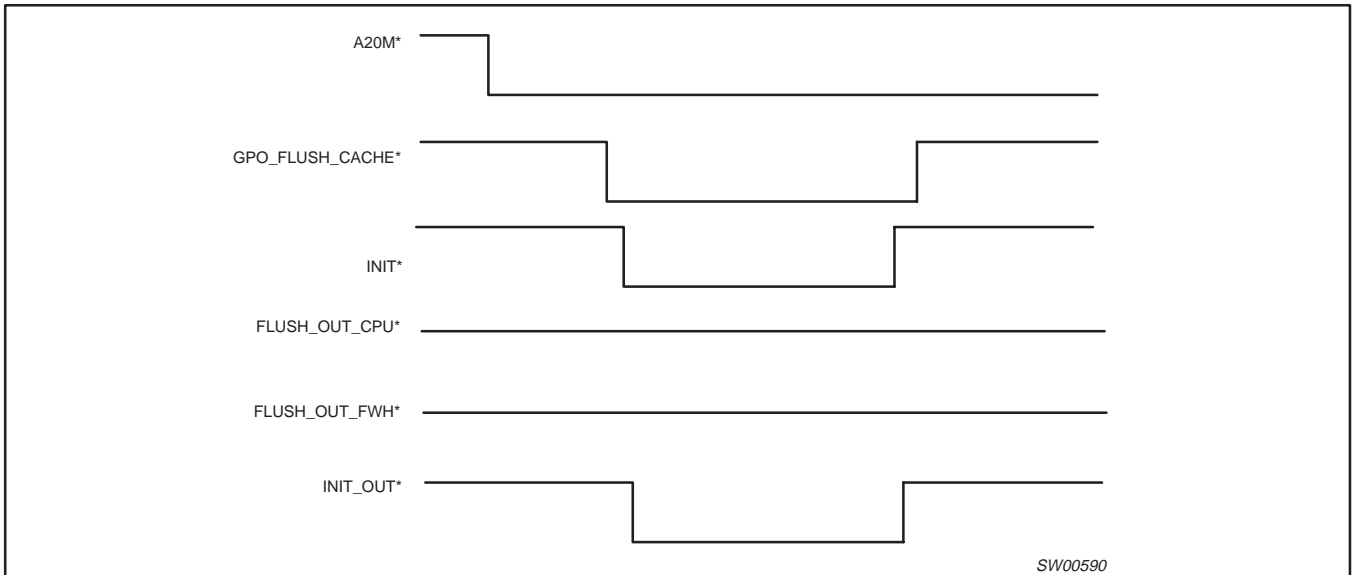 A20M*
GPO_FLUSH_CACHE*
INIT*
FLUSH_OUT_CPU*
FLUSH_OUT_FWH*
INIT_OUT*
SW00590